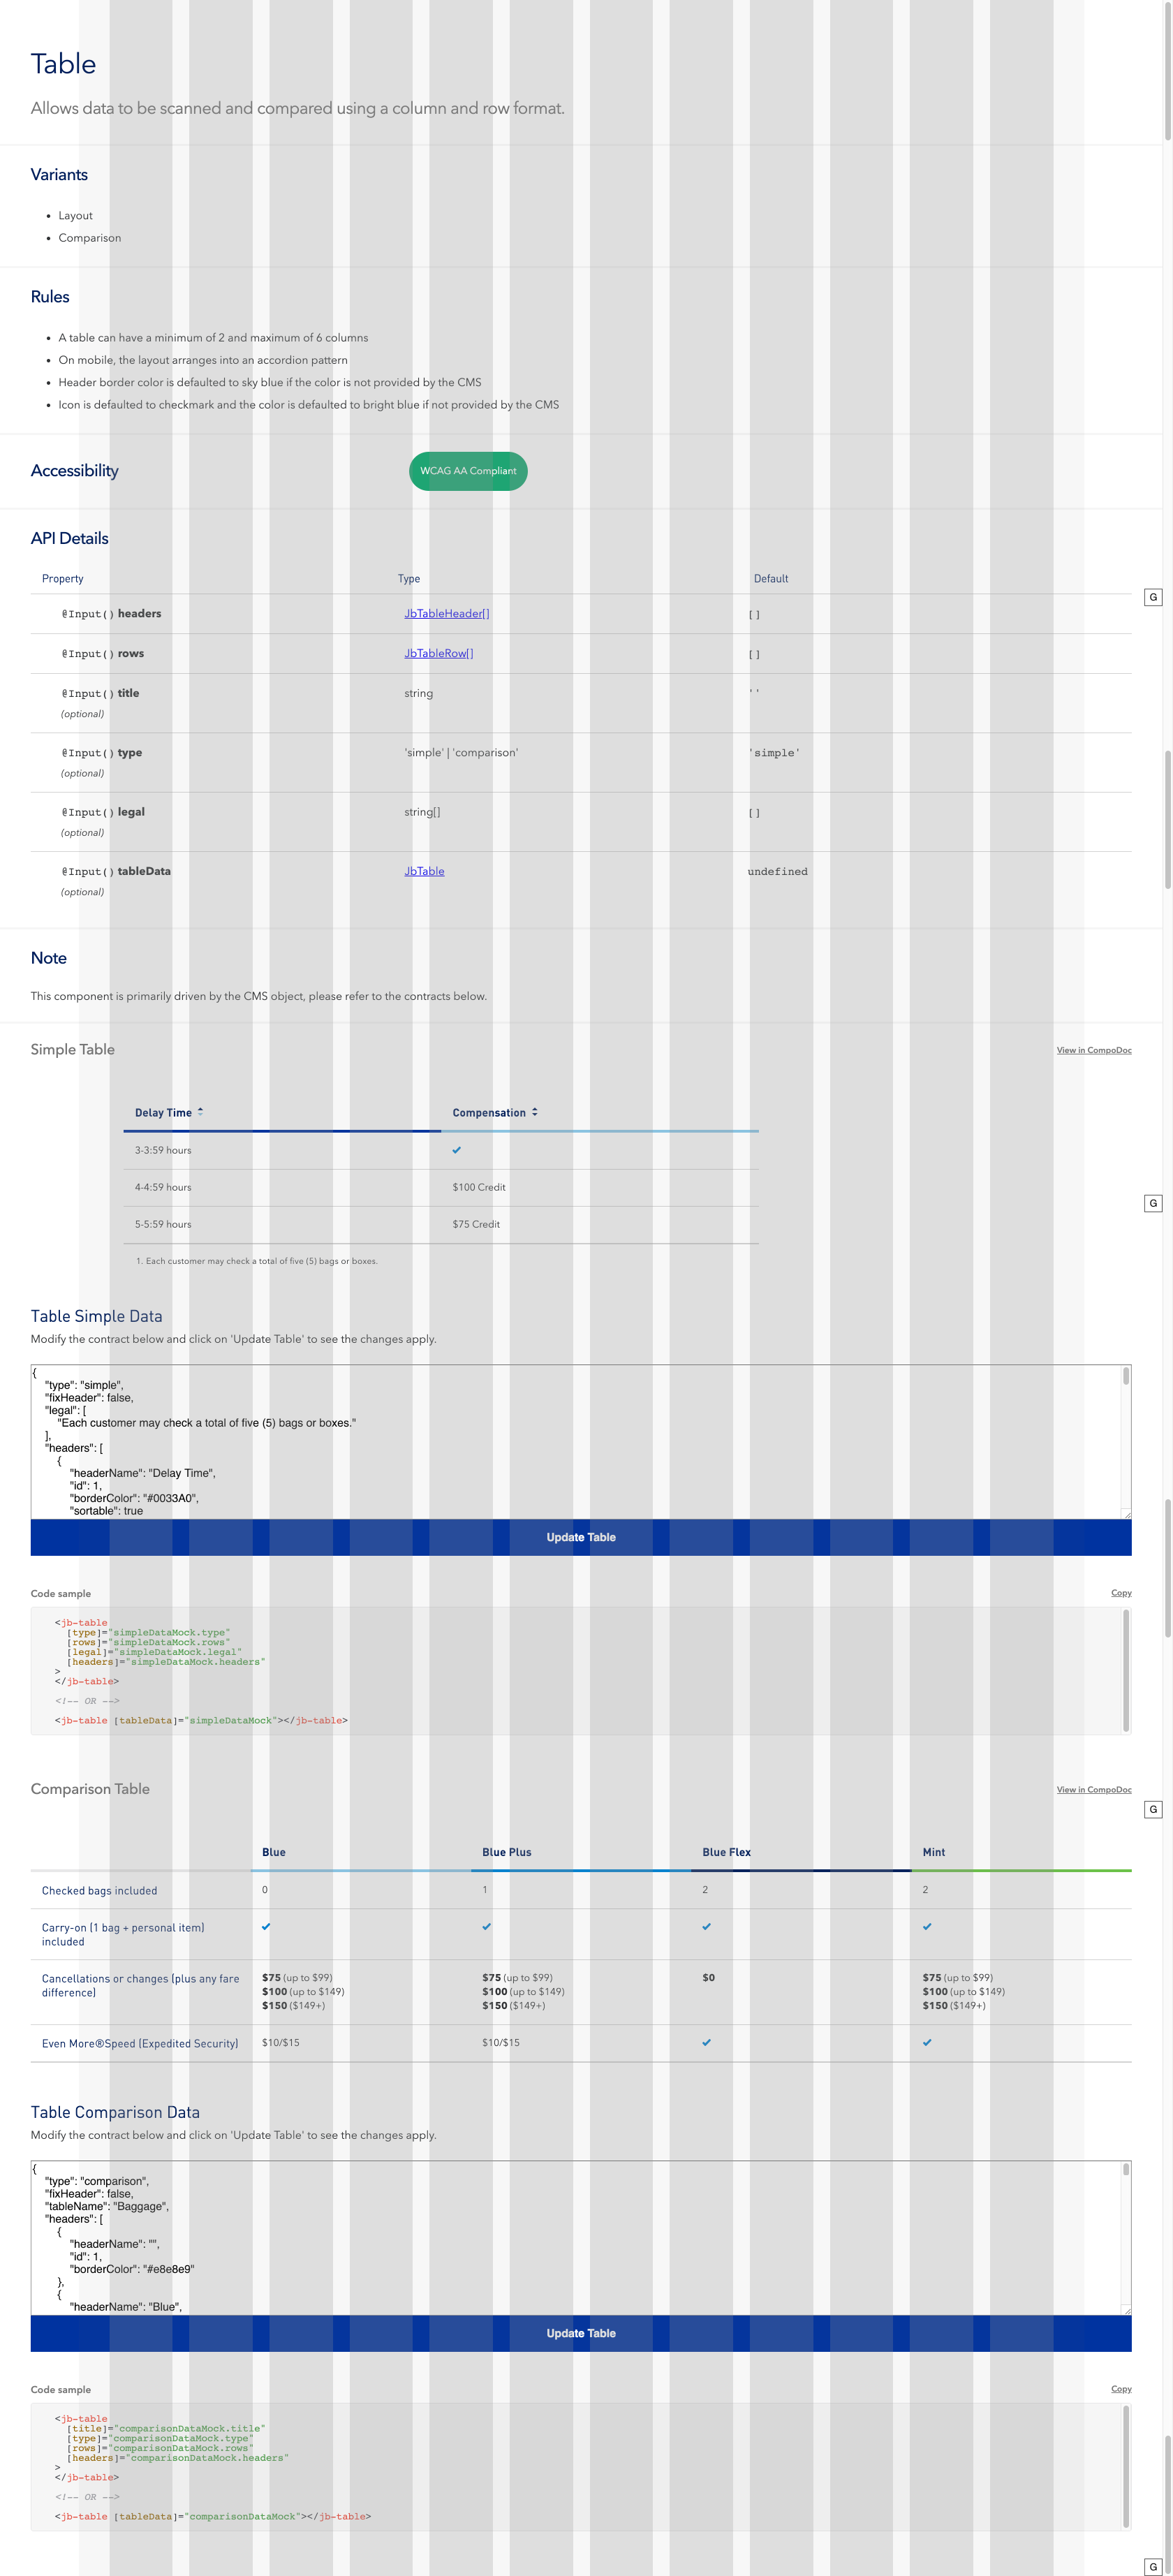 Table
Allows data to be scanned and compared using a column and row format.
Variants
• Layout
• Comparison
Rules
• A table can have a minimum of 2 and maximum of 6 columns
• On mobile, the layout arranges into an accordion pattern
• Header border color is defaulted to sky blue if the color is not provided by the CMS
• Icon is defaulted to checkmark and the color is defaulted to bright blue if not provided by the CMS
Accessibility WCAG AA Compliant
API Details
Property Type Default
G
@Input() headers JbTableHeader[] []
@Input() rows JbTableRow[] []
@Input() title string ''
(optional)
@Input() type 'simple' | 'comparison' 'simple'
(optional)
@Input() legal string[] []
(optional)
@Input() tableData JbTable undefined
(optional)
Note
This component is primarily driven by the CMS object, please refer to the contracts below.
Simple Table View in CompoDoc
Delay Time Compensation
3-3:59 hours ✓
4-4:59 hours $100 Credit
G
5-5:59 hours $75 Credit
1. Each customer may check a total of five (5) bags or boxes.
Table Simple Data
Modify the contract below and click on 'Update Table' to see the changes apply.
{
"type": "simple",
"fixHeader": false,
"legal": [
"Each customer may check a total of five (5) bags or boxes."
],
"headers": [
{
"headerName": "Delay Time",
"id": 1,
"borderColor": "#0033A0",
"sortable": true
Update Table
Code sample Copy
<jb-table
[type]="simpleDataMock.type"
[rows]="simpleDataMock.rows"
[legal]="simpleDataMock.legal"
[headers]="simpleDataMock.headers"
>
</jb-table>
<!-- OR -->
<jb-table [tableData]="simpleDataMock"></jb-table>
Comparison Table View in CompoDoc
G
Blue Blue Plus Blue Flex Mint
Checked bags included 0 1 2 2
Carry-on (1 bag + personal item) ✓ ✓ ✓ ✓
included
Cancellations or changes (plus any fare $75 (up to $99) $75 (up to $99) $0 $75 (up to $99)
difference) $100 (up to $149) $100 (up to $149) $100 (up to $149)
$150 ($149+) $150 ($149+) $150 ($149+)
Even More®Speed (Expedited Security) $10/$15 $10/$15 ✓ ✓
Table Comparison Data
Modify the contract below and click on 'Update Table' to see the changes apply.
{
"type": "comparison",
"fixHeader": false,
"tableName": "Baggage",
"headers": [
{
"headerName": "",
"id": 1,
"borderColor": "#e8e8e9"
},
{
"headerName": "Blue",
Update Table
Code sample Copy
<jb-table
[title]="comparisonDataMock.title"
[type]="comparisonDataMock.type"
[rows]="comparisonDataMock.rows"
[headers]="comparisonDataMock.headers"
>
</jb-table>
<!-- OR -->
<jb-table [tableData]="comparisonDataMock"></jb-table>
G